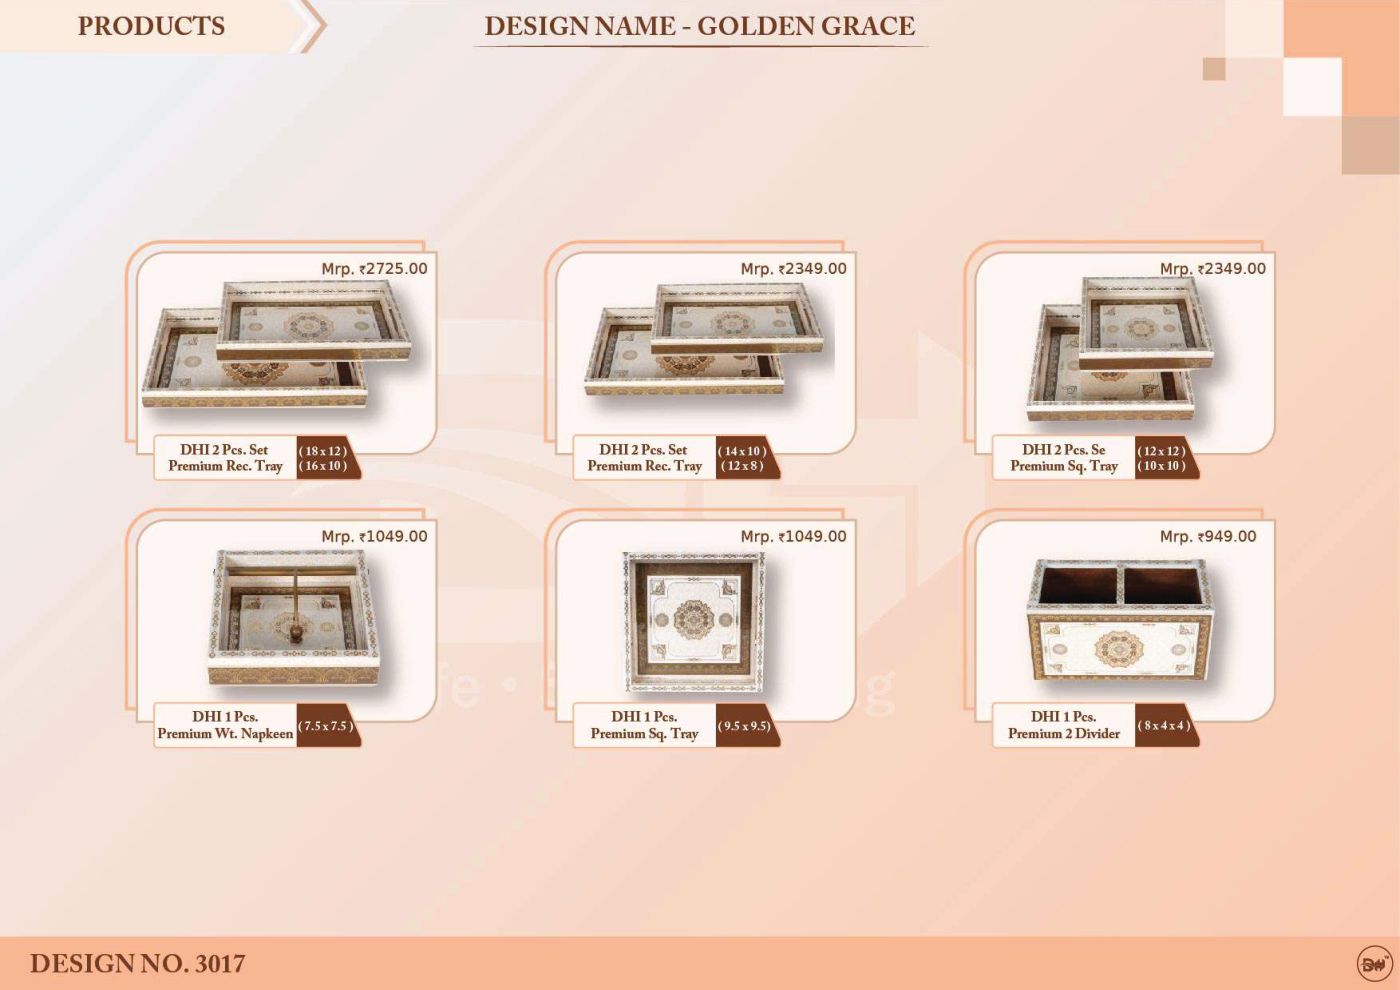 PRODUCTS
DESIGN NAME - GOLDEN GRACE
Mrp. ₹2725.00
DHI 2 Pcs. Set
Premium Rec. Tray
( 18 x 12 )
( 16 x 10 )
Mrp. ₹2349.00
DHI 2 Pcs. Set
Premium Rec. Tray
( 14 x 10 )
( 12 x 8 )
Mrp. ₹2349.00
DHI 2 Pcs. Se
Premium Sq. Tray
( 12 x 12 )
( 10 x 10 )
Mrp. ₹1049.00
DHI 1 Pcs.
Premium Wt. Napkeen
( 7.5 x 7.5 )
Mrp. ₹1049.00
DHI 1 Pcs.
Premium Sq. Tray
( 9.5 x 9.5)
Mrp. ₹949.00
DHI 1 Pcs.
Premium 2 Divider
( 8 x 4 x 4 )
DESIGN NO. 3017